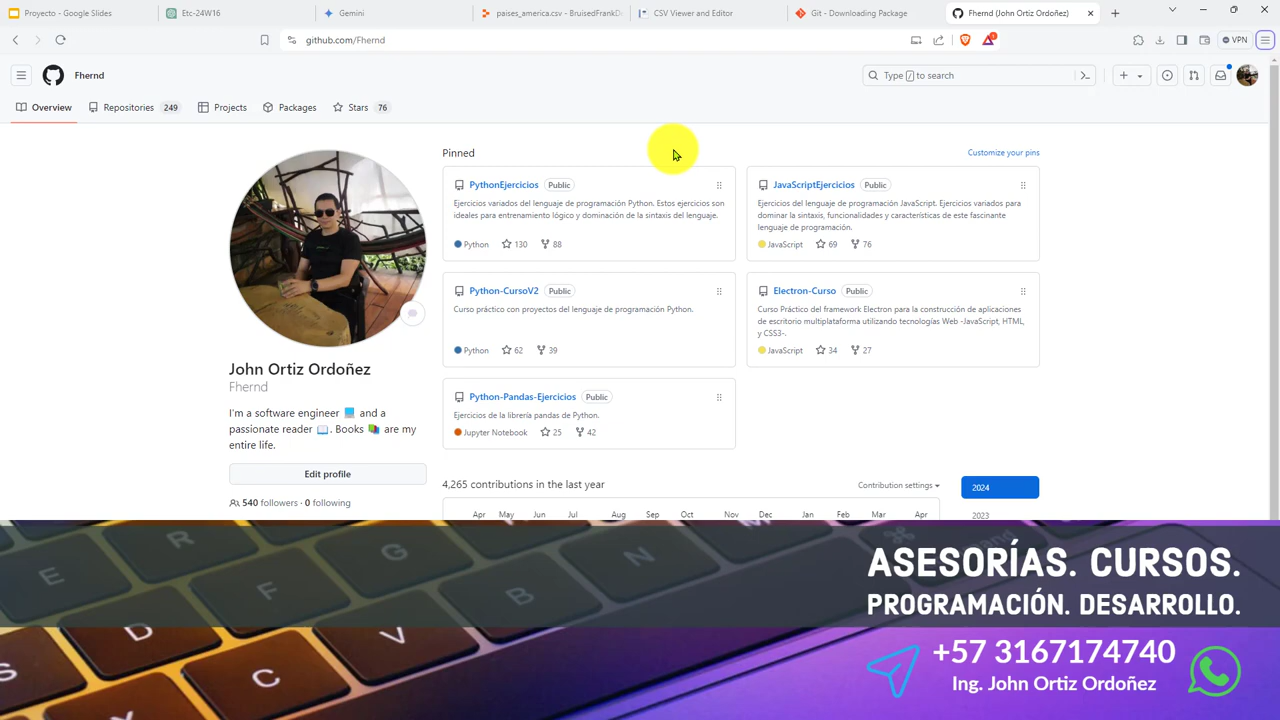 Proyecto - Google Slides
Etc-24W16
Gemini
paises_america.csv - BruisedFrankD
CSV Viewer and Editor
Git - Downloading Package
Fhernd (John Ortiz Ordoñez)
github.com/Fhernd
VPN
Fhernd
Type / to search
Overview
Repositories 249
Projects
Packages
Stars 76
Pinned
Customize your pins
PythonEjercicios Public
Ejercicios variados del lenguaje de programación Python. Estos ejercicios son
ideales para entrenamiento lógico y dominación de la sintaxis del lenguaje.
Python 130 88
JavaScriptEjercicios Public
Ejercicios del lenguaje de programación JavaScript. Ejercicios variados para
dominar la sintaxis, funcionalidades y características de este fascinante
lenguaje de programación.
JavaScript 69 76
Python-CursoV2 Public
Curso práctico con proyectos del lenguaje de programación Python.
Python 62 39
Electron-Curso Public
Curso Práctico del framework Electron para la construcción de aplicaciones
de escritorio multiplataforma utilizando tecnologías Web -JavaScript, HTML,
y CSS3-.
JavaScript 34 27
Python-Pandas-Ejercicios Public
Ejercicios de la librería pandas de Python.
Jupyter Notebook 25 42
John Ortiz Ordoñez
Fhernd
I'm a software engineer 📘 and a
passionate reader 📖. Books 📚 are my
entire life.
Edit profile
540 followers · 0 following
4,265 contributions in the last year
Contribution settings
2024
2023
Apr May Jun Jul Aug Sep Oct Nov Dec Jan Feb Mar Apr
ASESORÍAS. CURSOS.
PROGRAMACIÓN. DESARROLLO.
+57 3167174740
Ing. John Ortiz Ordoñez
E
R
F
G
N
B
D
C
V